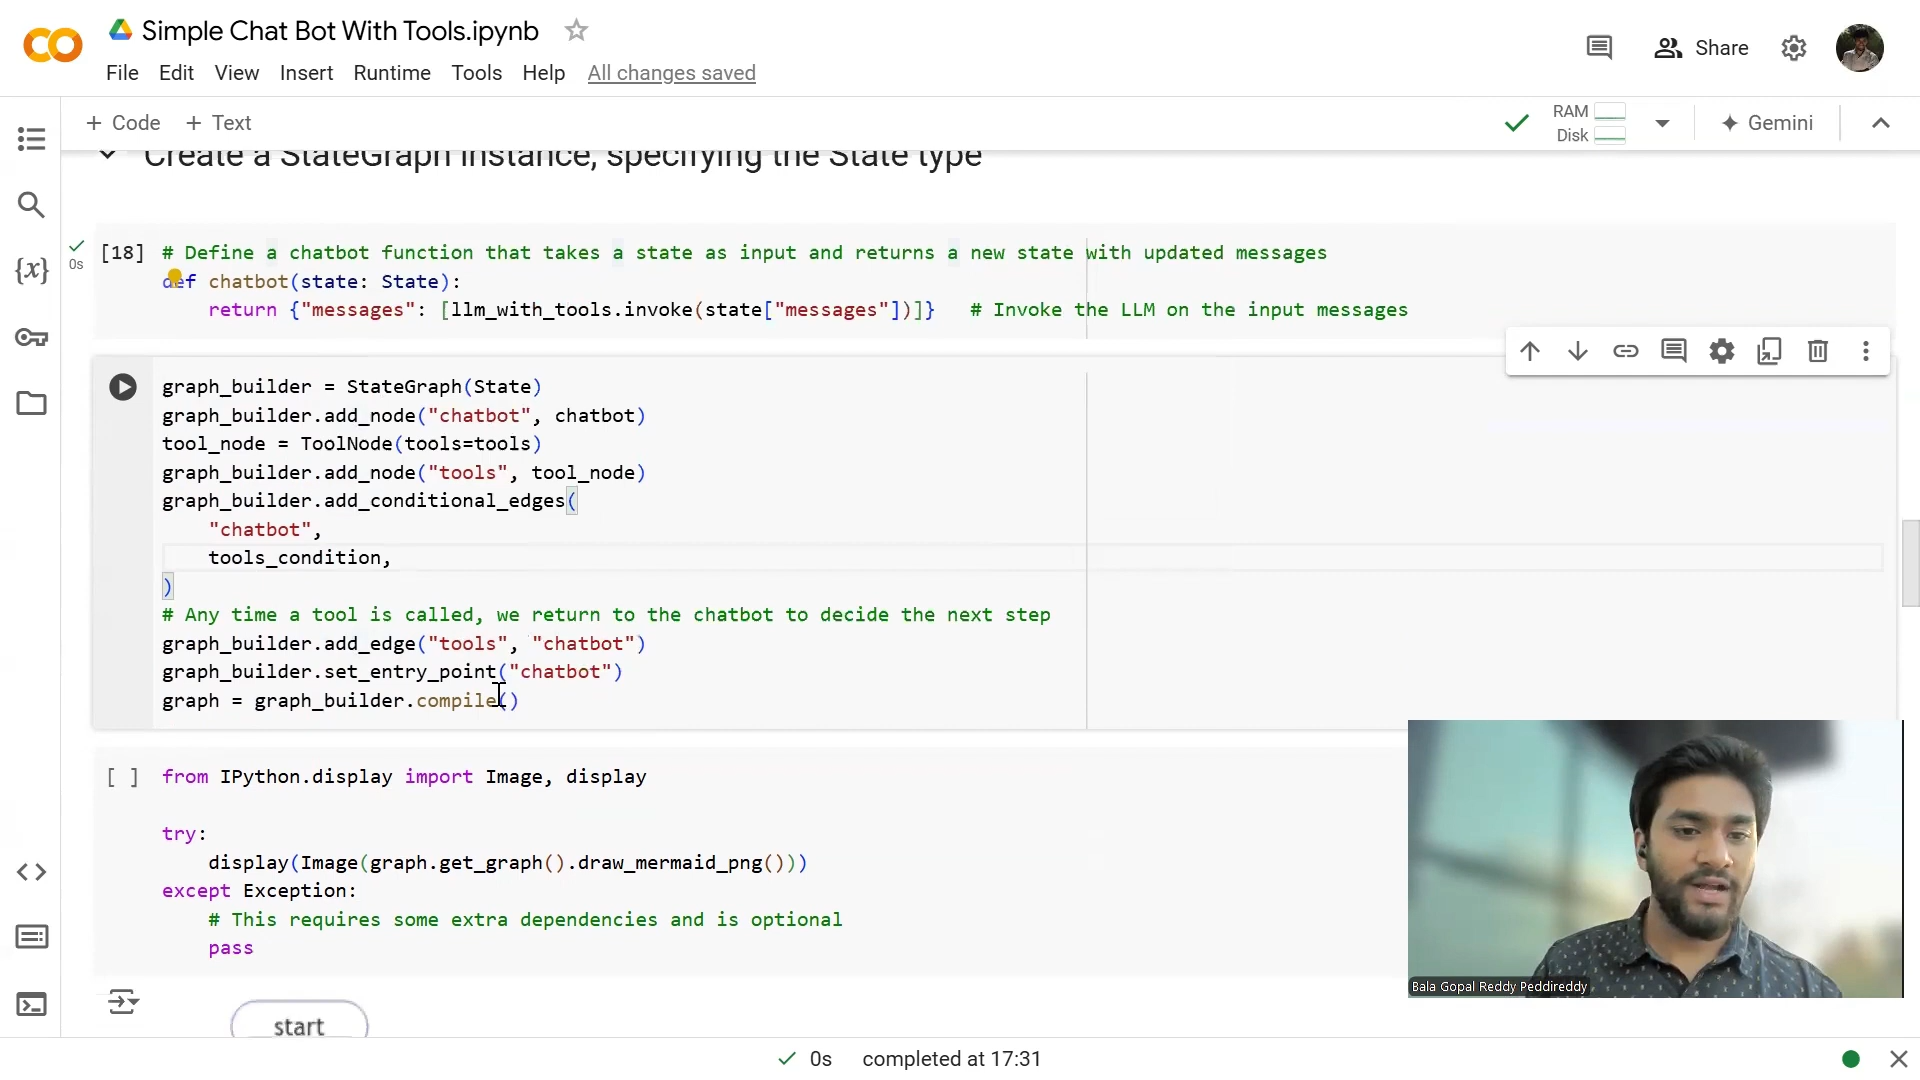 Simple Chat Bot With Tools.ipynb
Share
File Edit View Insert Runtime Tools Help All changes saved
+ Code + Text
RAM
Disk
Gemini
Create a StateGraph instance, specifying the State type
[18] # Define a chatbot function that takes a state as input and returns a new state with updated messages
0s
def chatbot(state: State):
return {"messages": [llm_with_tools.invoke(state["messages"])]} # Invoke the LLM on the input messages
graph_builder = StateGraph(State)
graph_builder.add_node("chatbot", chatbot)
tool_node = ToolNode(tools=tools)
graph_builder.add_node("tools", tool_node)
graph_builder.add_conditional_edges(
"chatbot",
tools_condition,
)
# Any time a tool is called, we return to the chatbot to decide the next step
graph_builder.add_edge("tools", "chatbot")
graph_builder.set_entry_point("chatbot")
graph = graph_builder.compile()
[ ] from IPython.display import Image, display
try:
display(Image(graph.get_graph().draw_mermaid_png()))
except Exception:
# This requires some extra dependencies and is optional
pass
Bala Gopal Reddy Peddireddy
start
0s completed at 17:31